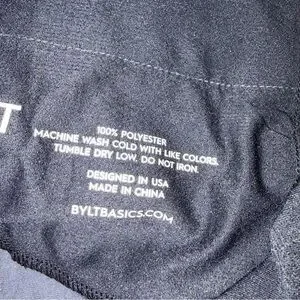 T
100% POLYESTER
MACHINE WASH COLD WITH LIKE COLORS.
TUMBLE DRY LOW. DO NOT IRON.
DESIGNED IN USA
MADE IN CHINA
BYLTBASICS.COM